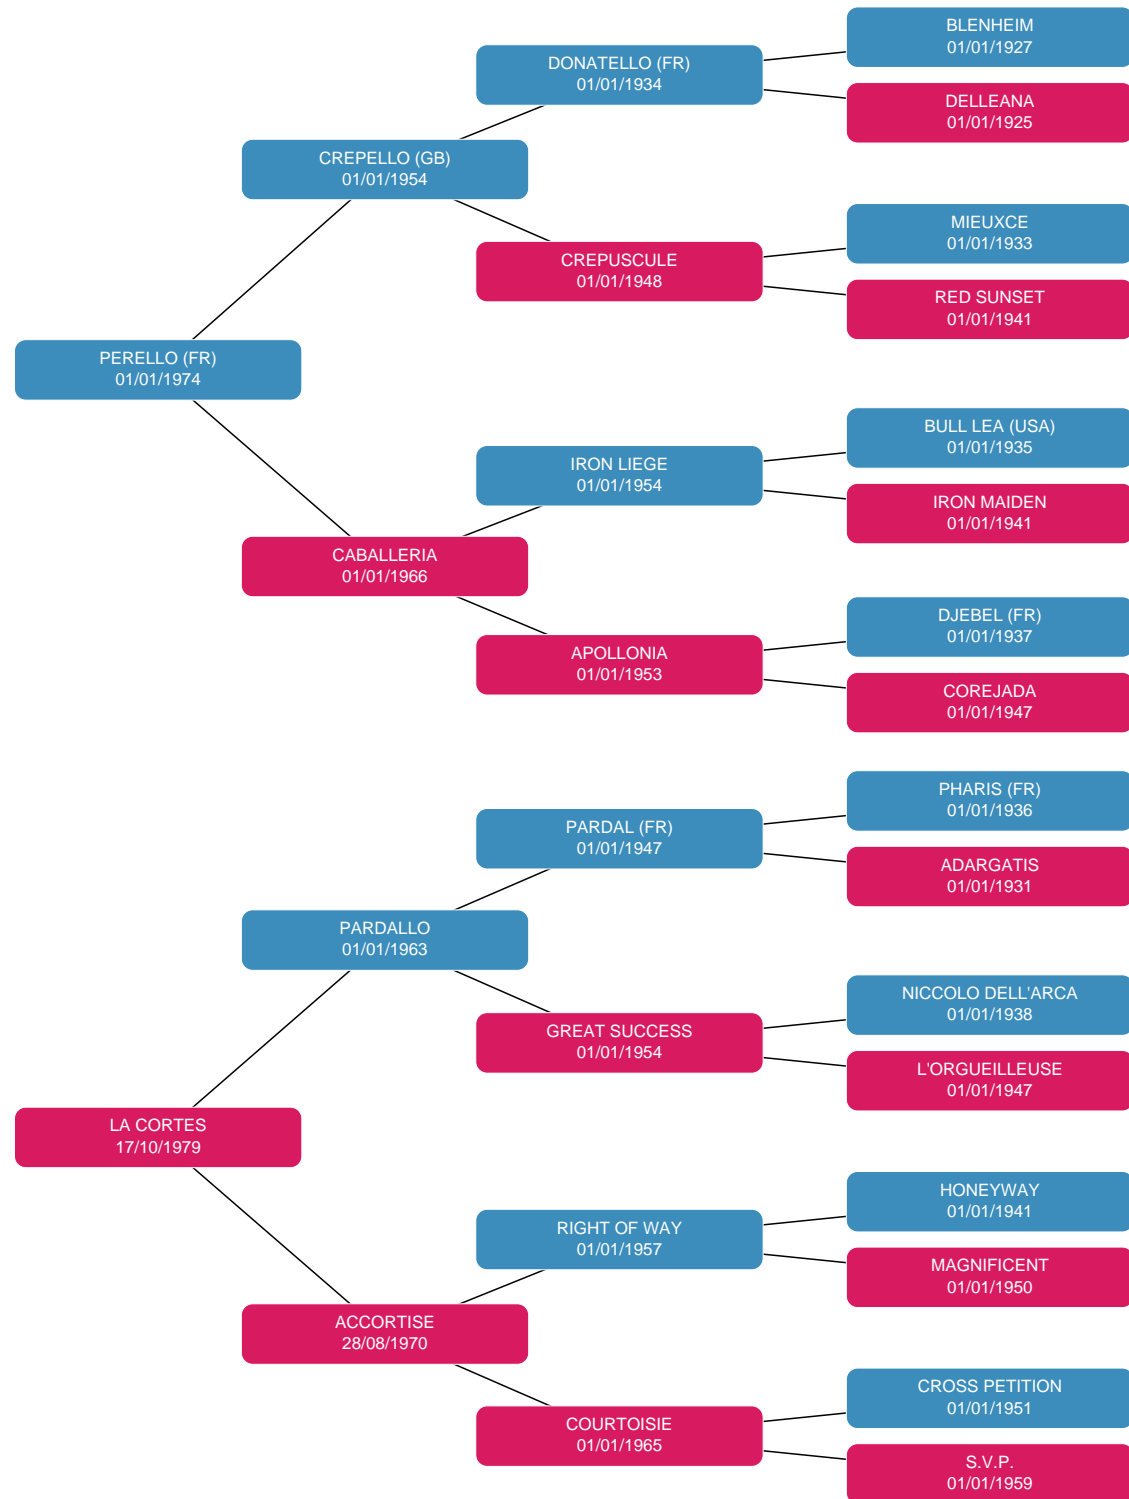 BLENHEIM
01/01/1927
DONATELLO (FR)
01/01/1934
DELLEANA
01/01/1925
CREPELLO (GB)
01/01/1954
MIEUXCE
01/01/1933
CREPUSCULE
01/01/1948
RED SUNSET
01/01/1941
PERELLO (FR)
01/01/1974
BULL LEA (USA)
01/01/1935
IRON LIEGE
01/01/1954
IRON MAIDEN
01/01/1941
CABALLERIA
01/01/1966
DJEBEL (FR)
01/01/1937
APOLLONIA
01/01/1953
COREJADA
01/01/1947
PHARIS (FR)
01/01/1936
PARDAL (FR)
01/01/1947
ADARGATIS
01/01/1931
PARDALLO
01/01/1963
NICCOLO DELL'ARCA
01/01/1938
GREAT SUCCESS
01/01/1954
L'ORGUEILLEUSE
01/01/1947
LA CORTES
17/10/1979
HONEYWAY
01/01/1941
RIGHT OF WAY
01/01/1957
MAGNIFICENT
01/01/1950
ACCORTISE
28/08/1970
CROSS PETITION
01/01/1951
COURTOISIE
01/01/1965
S.V.P.
01/01/1959